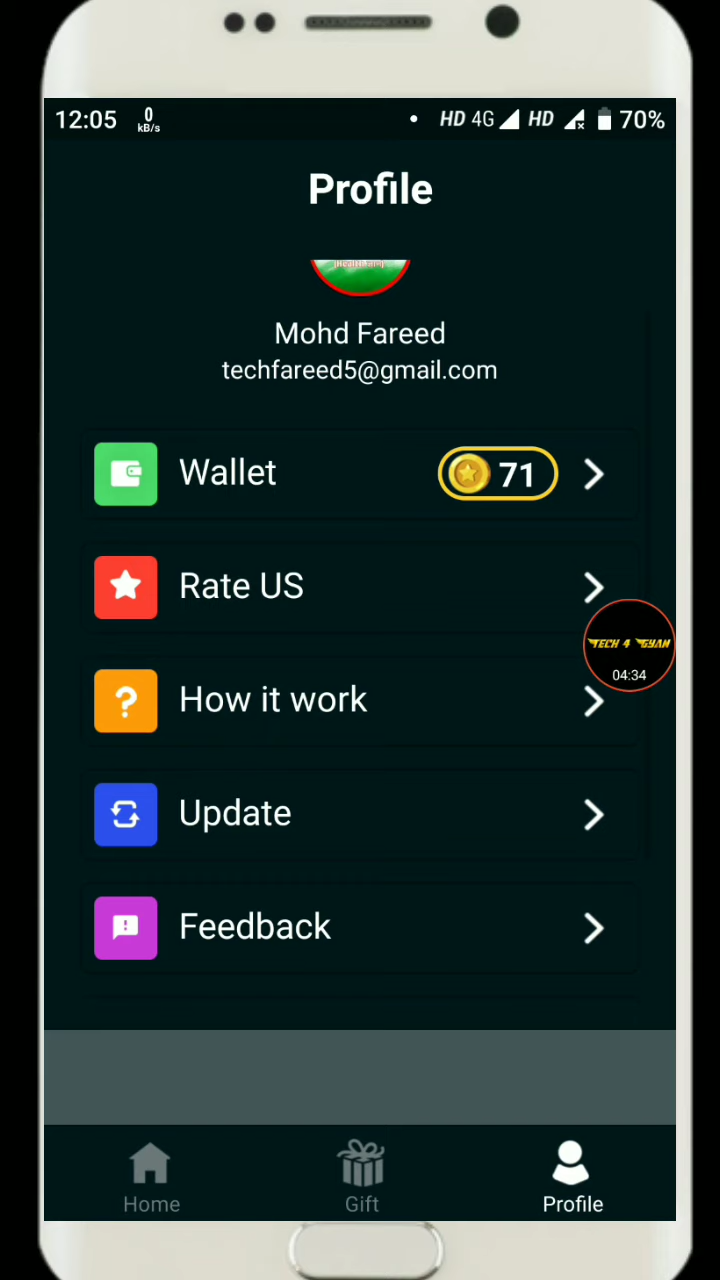 12:05 0 kB/s HD 4G HD 70%
Profile
Mohd Fareed
techfareed5@gmail.com
Wallet 71
Rate US
TECH 4 GYAN
04:34
How it work
Update
Feedback
Home Gift Profile